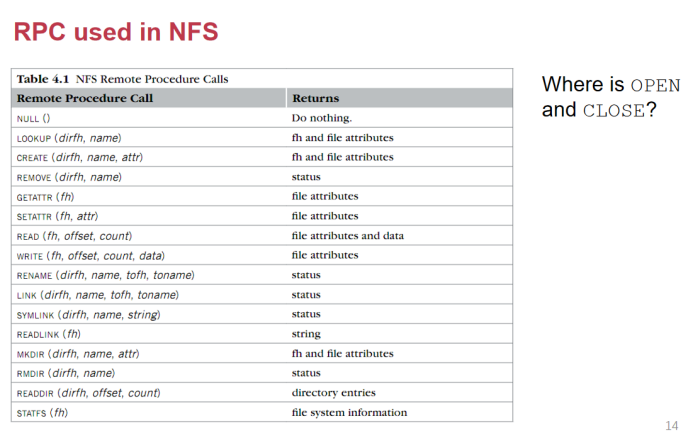 RPC used in NFS
Table 4.1 NFS Remote Procedure Calls
Remote Procedure Call Returns
NULL () Do nothing.
LOOKUP (dirfh, name) fh and file attributes
CREATE (dirfh, name, attr) fh and file attributes
REMOVE (dirfh, name) status
GETATTR (fh) file attributes
SETATTR (fh, attr) file attributes
READ (fh, offset, count) file attributes and data
WRITE (fh, offset, count, data) file attributes
RENAME (dirfh, name, tofh, toname) status
LINK (dirfh, name, tofh, toname) status
SYMLINK (dirfh, name, string) status
READLINK (fh) string
MKDIR (dirfh, name, attr) fh and file attributes
RMDIR (dirfh, name) status
READDIR (dirfh, offset, count) directory entries
STATFS (fh) file system information
Where is OPEN
and CLOSE?
14